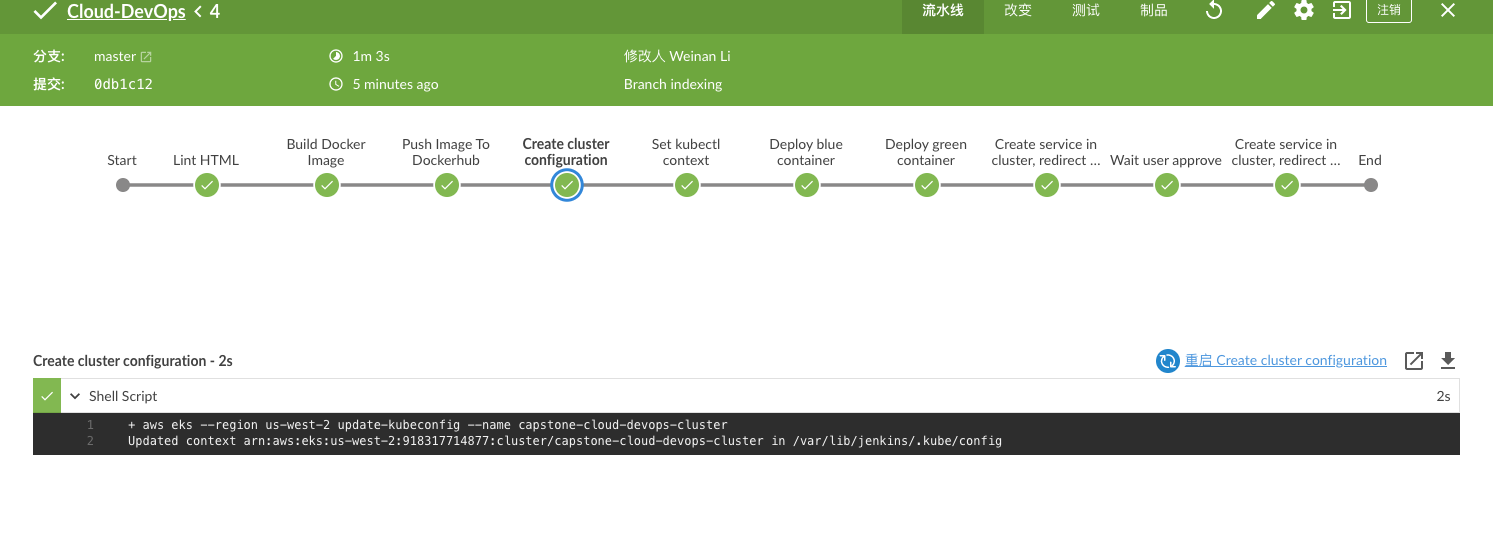 Cloud-DevOps < 4
流水线 改变 测试 制品 注销
分支: master 1m 3s 修改人 Weinan Li
提交: 0db1c12 5 minutes ago Branch indexing
Start
Lint HTML
Build Docker
Image
Push Image To
Dockerhub
Create cluster
configuration
Set kubectl
context
Deploy blue
container
Deploy green
container
Create service in
cluster, redirect ...
Wait user approve
Create service in
cluster, redirect ...
End
Create cluster configuration - 2s
重启 Create cluster configuration
Shell Script 2s
1 + aws eks --region us-west-2 update-kubeconfig --name capstone-cloud-devops-cluster
2 Updated context arn:aws:eks:us-west-2:918317714877:cluster/capstone-cloud-devops-cluster in /var/lib/jenkins/.kube/config